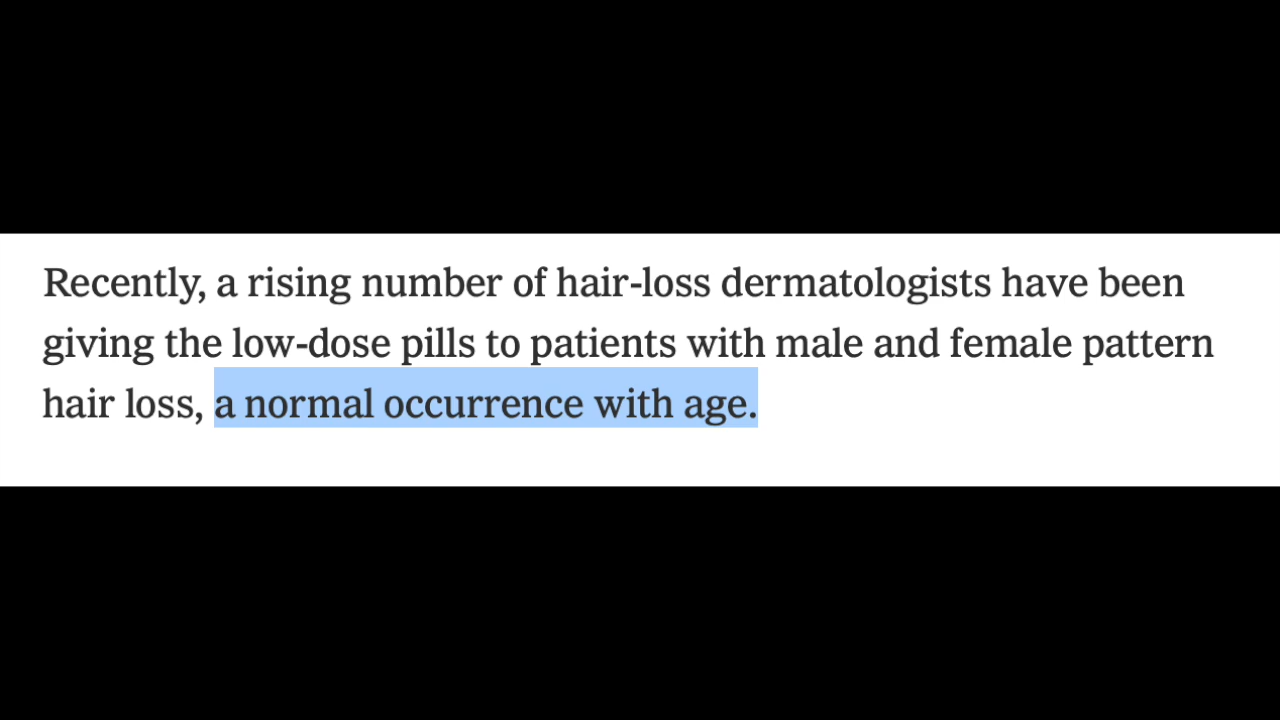 Recently, a rising number of hair-loss dermatologists have been
giving the low-dose pills to patients with male and female pattern
hair loss, a normal occurrence with age.